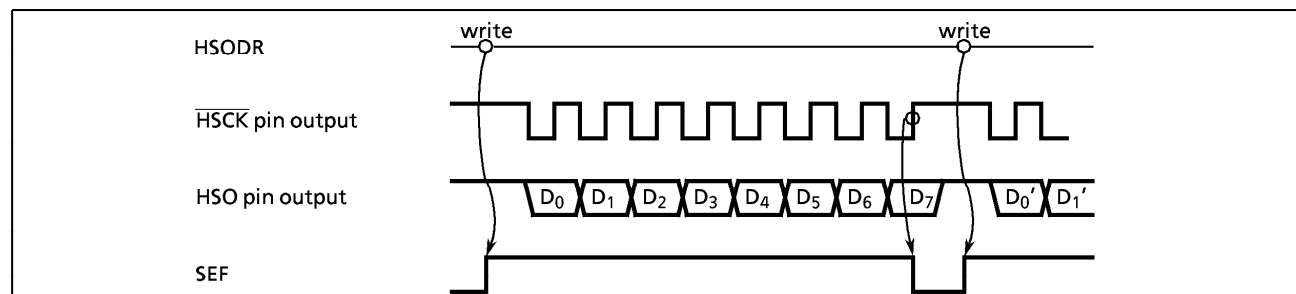 write write
HSODR
H̅S̅C̅K̅ pin output
HSO pin output D₀ D₁ D₂ D₃ D₄ D₅ D₆ D₇ D₀' D₁'
SEF